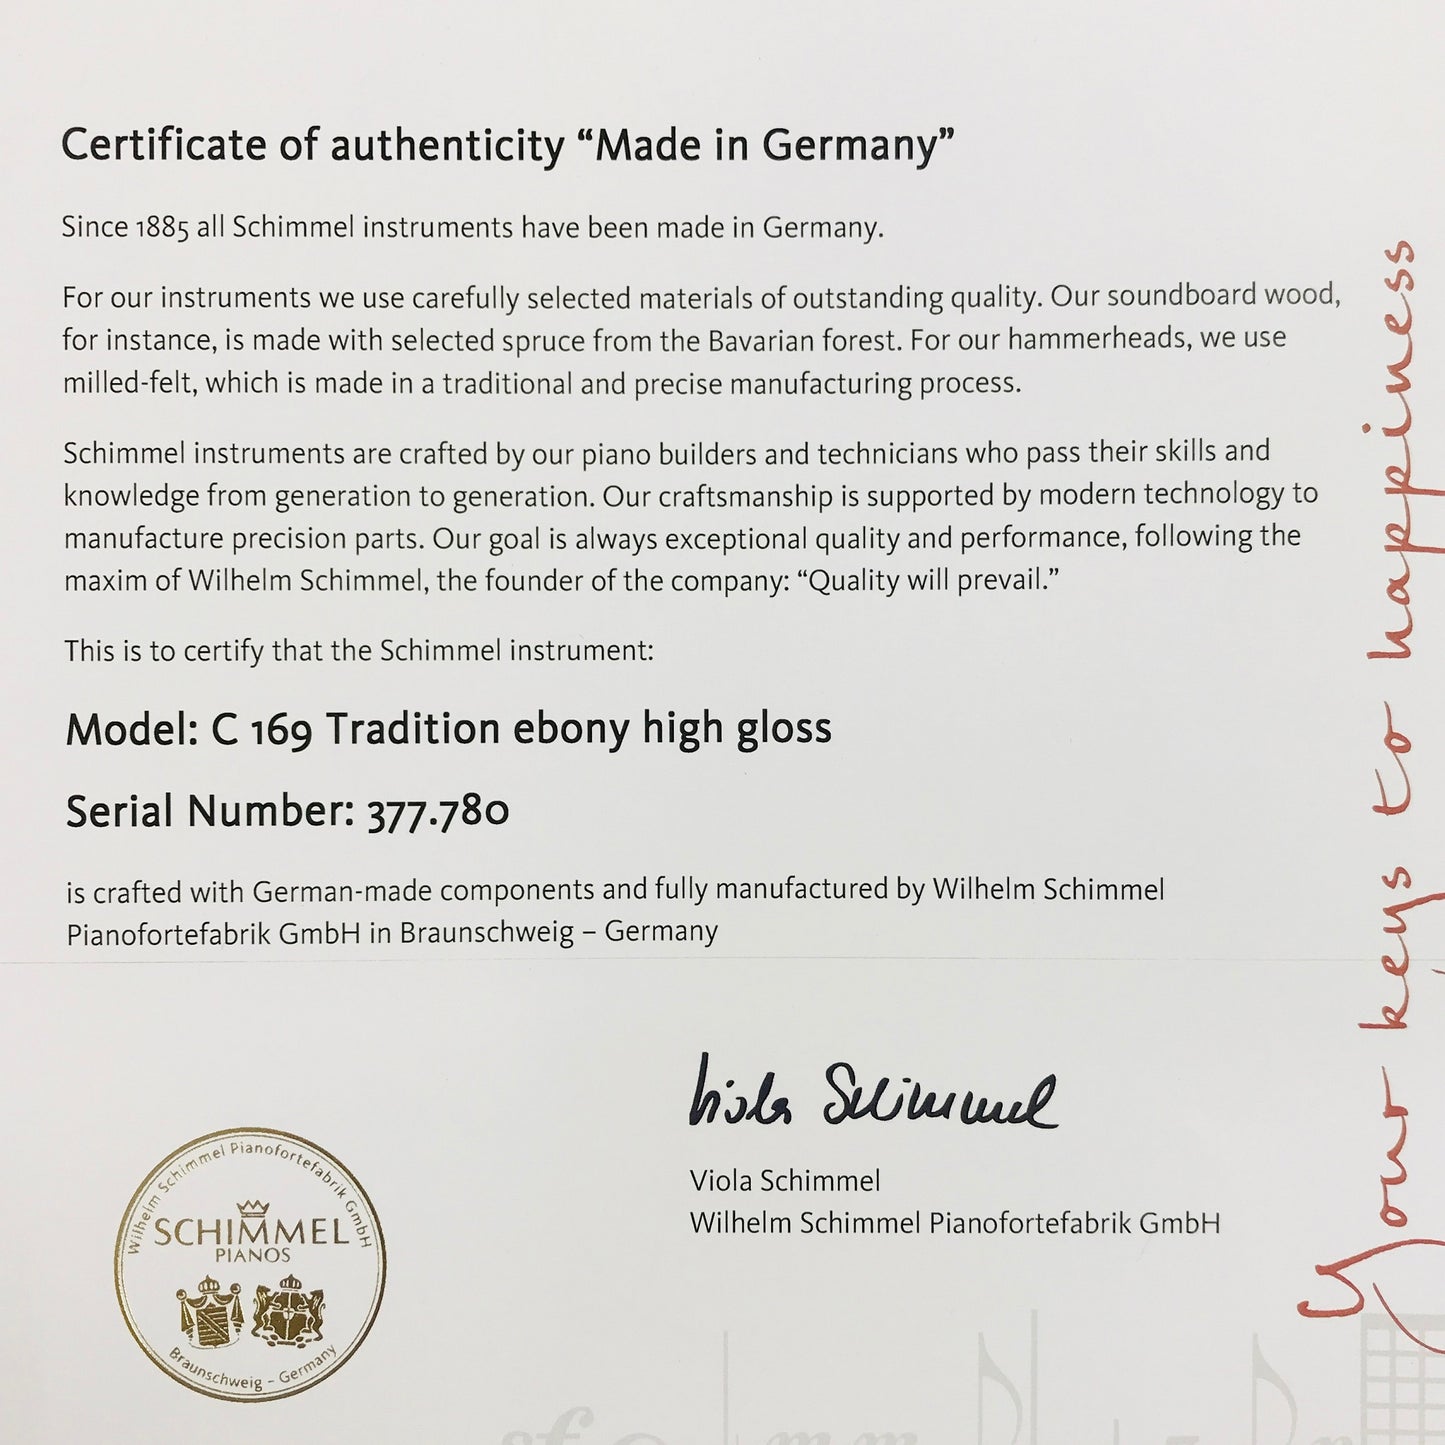 Certificate of authenticity “Made in Germany”
Since 1885 all Schimmel instruments have been made in Germany.
For our instruments we use carefully selected materials of outstanding quality. Our soundboard wood,
for instance, is made with selected spruce from the Bavarian forest. For our hammerheads, we use
milled-felt, which is made in a traditional and precise manufacturing process.
Schimmel instruments are crafted by our piano builders and technicians who pass their skills and
knowledge from generation to generation. Our craftsmanship is supported by modern technology to
manufacture precision parts. Our goal is always exceptional quality and performance, following the
maxim of Wilhelm Schimmel, the founder of the company: “Quality will prevail.”
This is to certify that the Schimmel instrument:
Model: C 169 Tradition ebony high gloss
Serial Number: 377.780
is crafted with German-made components and fully manufactured by Wilhelm Schimmel
Pianofortefabrik GmbH in Braunschweig – Germany
Viola Schimmel
Viola Schimmel
Wilhelm Schimmel Pianofortefabrik GmbH
Wilhelm Schimmel Pianofortefabrik GmbH
SCHIMMEL
PIANOS
Braunschweig – Germany
Your keys to happiness
sf